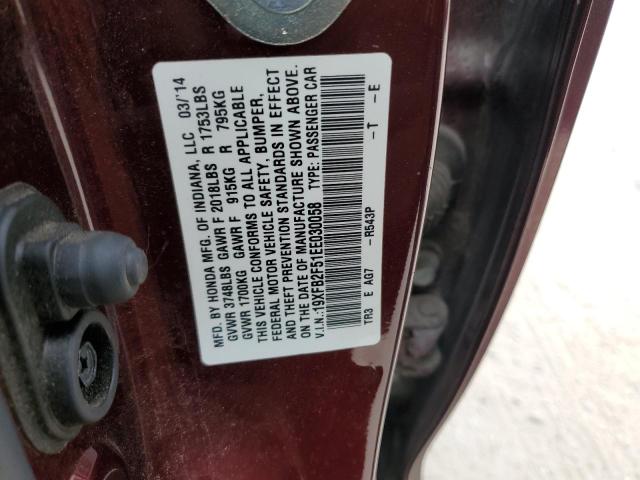 MFD. BY HONDA MFG. OF INDIANA, LLC 03/'14
GVWR 3748LBS GAWR F 2018LBS R 1753LBS
GVWR 1700KG GAWR F 915KG R 795KG
THIS VEHICLE CONFORMS TO ALL APPLICABLE
FEDERAL MOTOR VEHICLE SAFETY, BUMPER,
AND THEFT PREVENTION STANDARDS IN EFFECT
ON THE DATE OF MANUFACTURE SHOWN ABOVE.
V.I.N.:19XFB2F51EE030058 TYPE: PASSENGER CAR
TR3 E AG7 -R543P -T -E